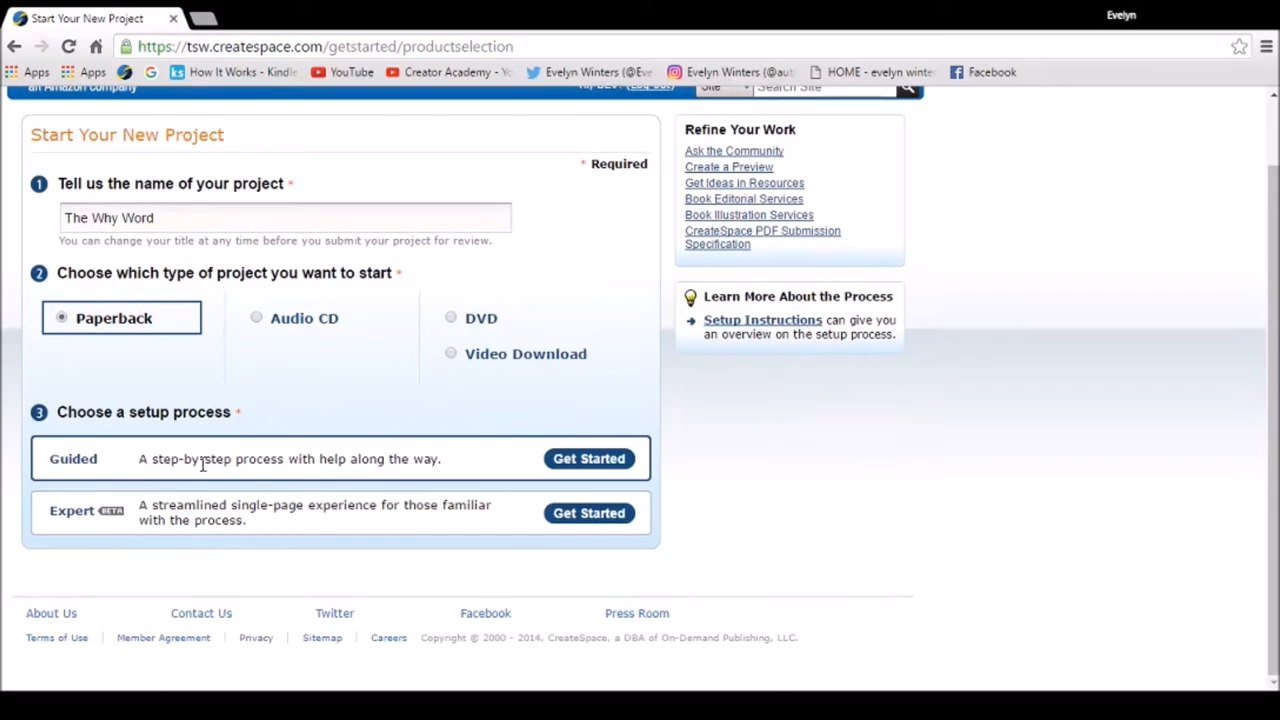 Start Your New Project
Evelyn
https://tsw.createspace.com/getstarted/productselection
Apps Apps How It Works - Kindle YouTube Creator Academy - Yo Evelyn Winters (@Eve Evelyn Winters (@aut HOME - evelyn winte Facebook
an Amazon company
Site Search Site
Start Your New Project
* Required
1 Tell us the name of your project *
The Why Word
You can change your title at any time before you submit your project for review.
2 Choose which type of project you want to start *
Paperback Audio CD DVD
Video Download
3 Choose a setup process *
Guided A step-by-step process with help along the way. Get Started
Expert BETA A streamlined single-page experience for those familiar
with the process. Get Started
Refine Your Work
Ask the Community
Create a Preview
Get Ideas in Resources
Book Editorial Services
Book Illustration Services
CreateSpace PDF Submission
Specification
Learn More About the Process
Setup Instructions can give you
an overview on the setup process.
About Us Contact Us Twitter Facebook Press Room
Terms of Use Member Agreement Privacy Sitemap Careers Copyright © 2000 - 2014, CreateSpace, a DBA of On-Demand Publishing, LLC.